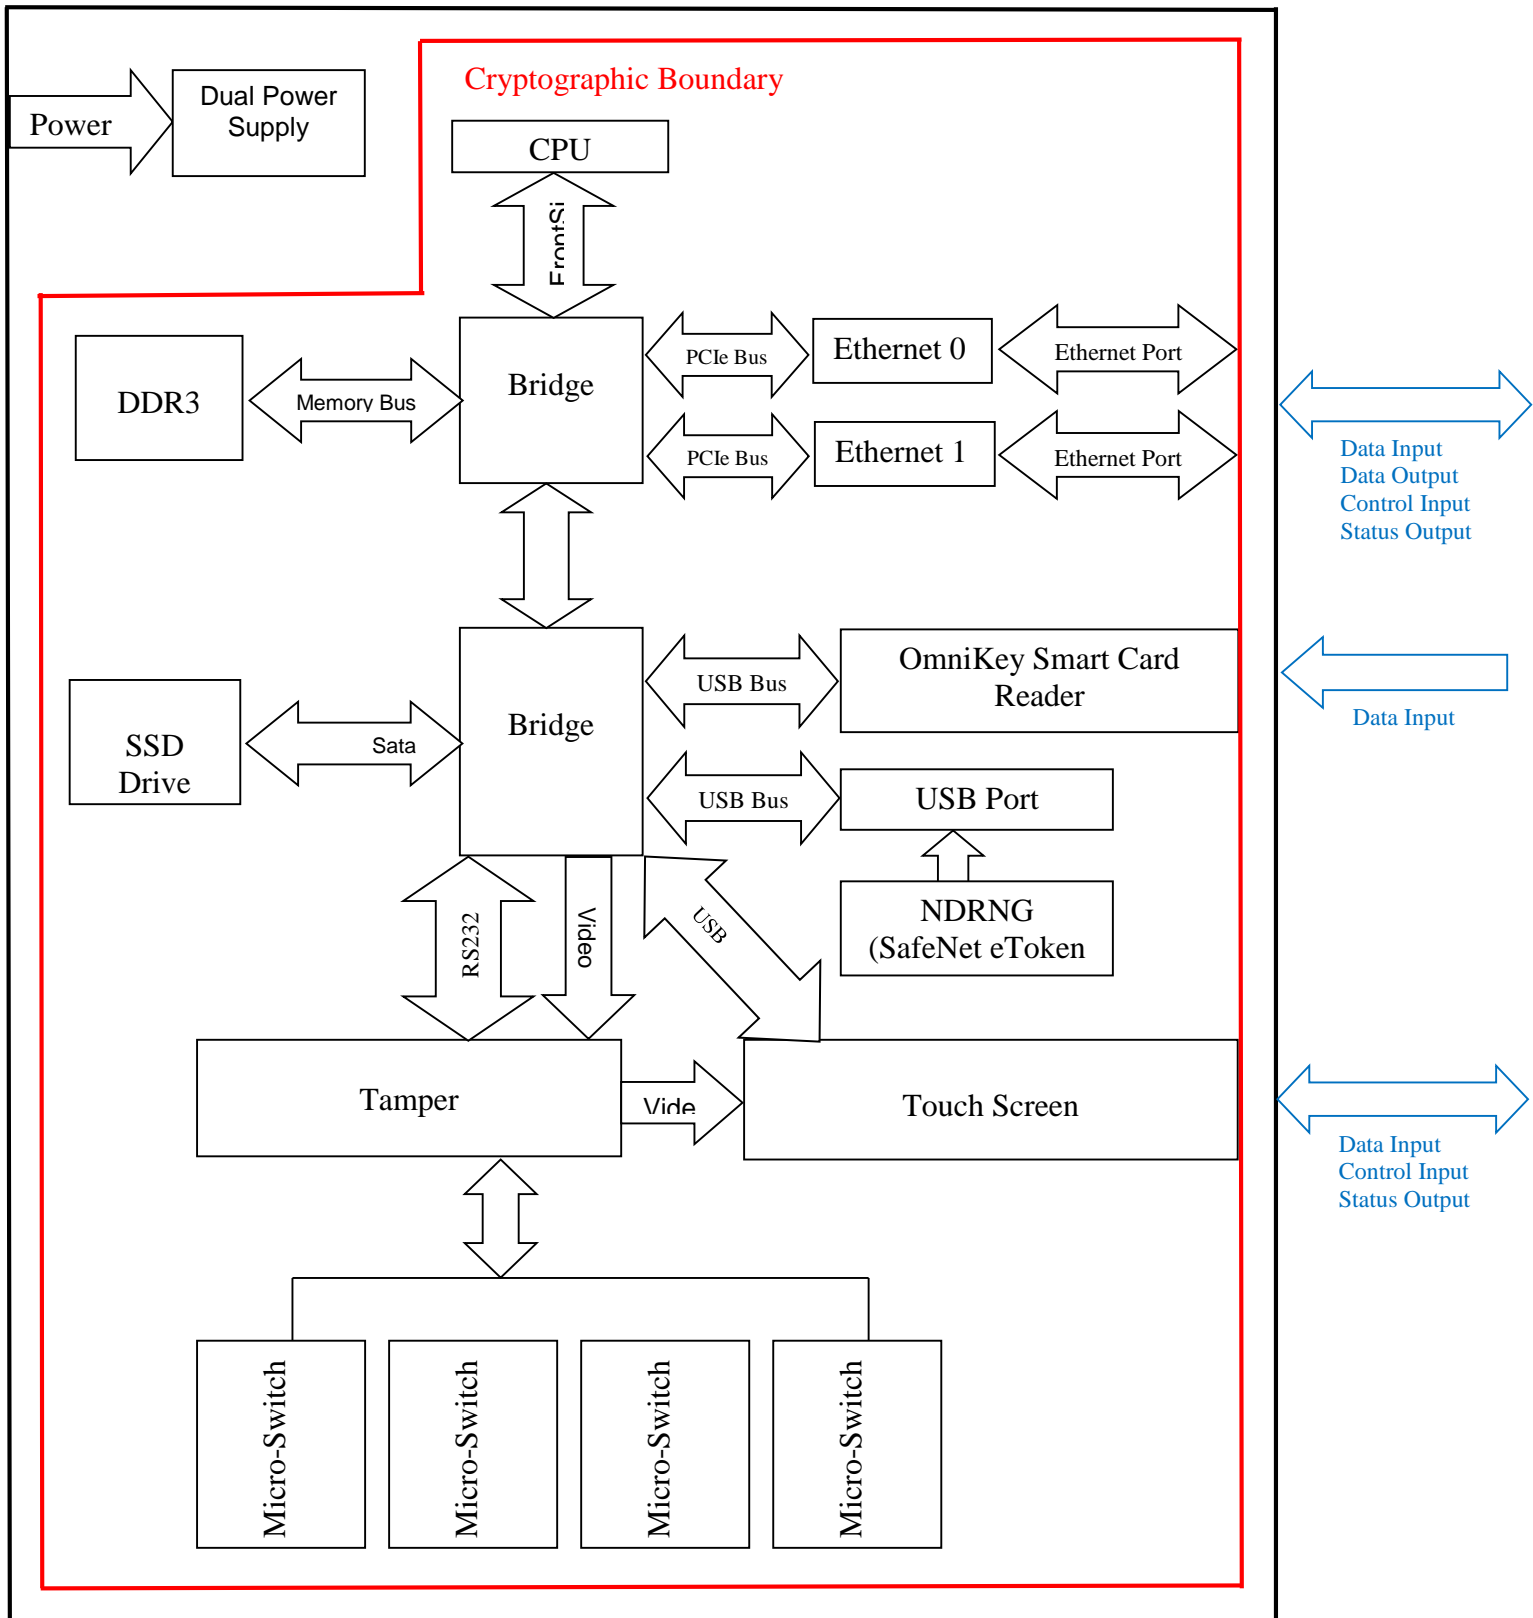 Cryptographic Boundary
Power
Dual Power
Supply
CPU
FrontSi
DDR3
Memory Bus
Bridge
PCIe Bus
Ethernet 0
Ethernet Port
PCIe Bus
Ethernet 1
Ethernet Port
Data Input
Data Output
Control Input
Status Output
SSD
Drive
Sata
Bridge
USB Bus
OmniKey Smart Card
Reader
Data Input
USB Bus
USB Port
NDRNG
(SafeNet eToken
RS232
Video
USB
Tamper
Vide
Touch Screen
Data Input
Control Input
Status Output
Micro-Switch
Micro-Switch
Micro-Switch
Micro-Switch